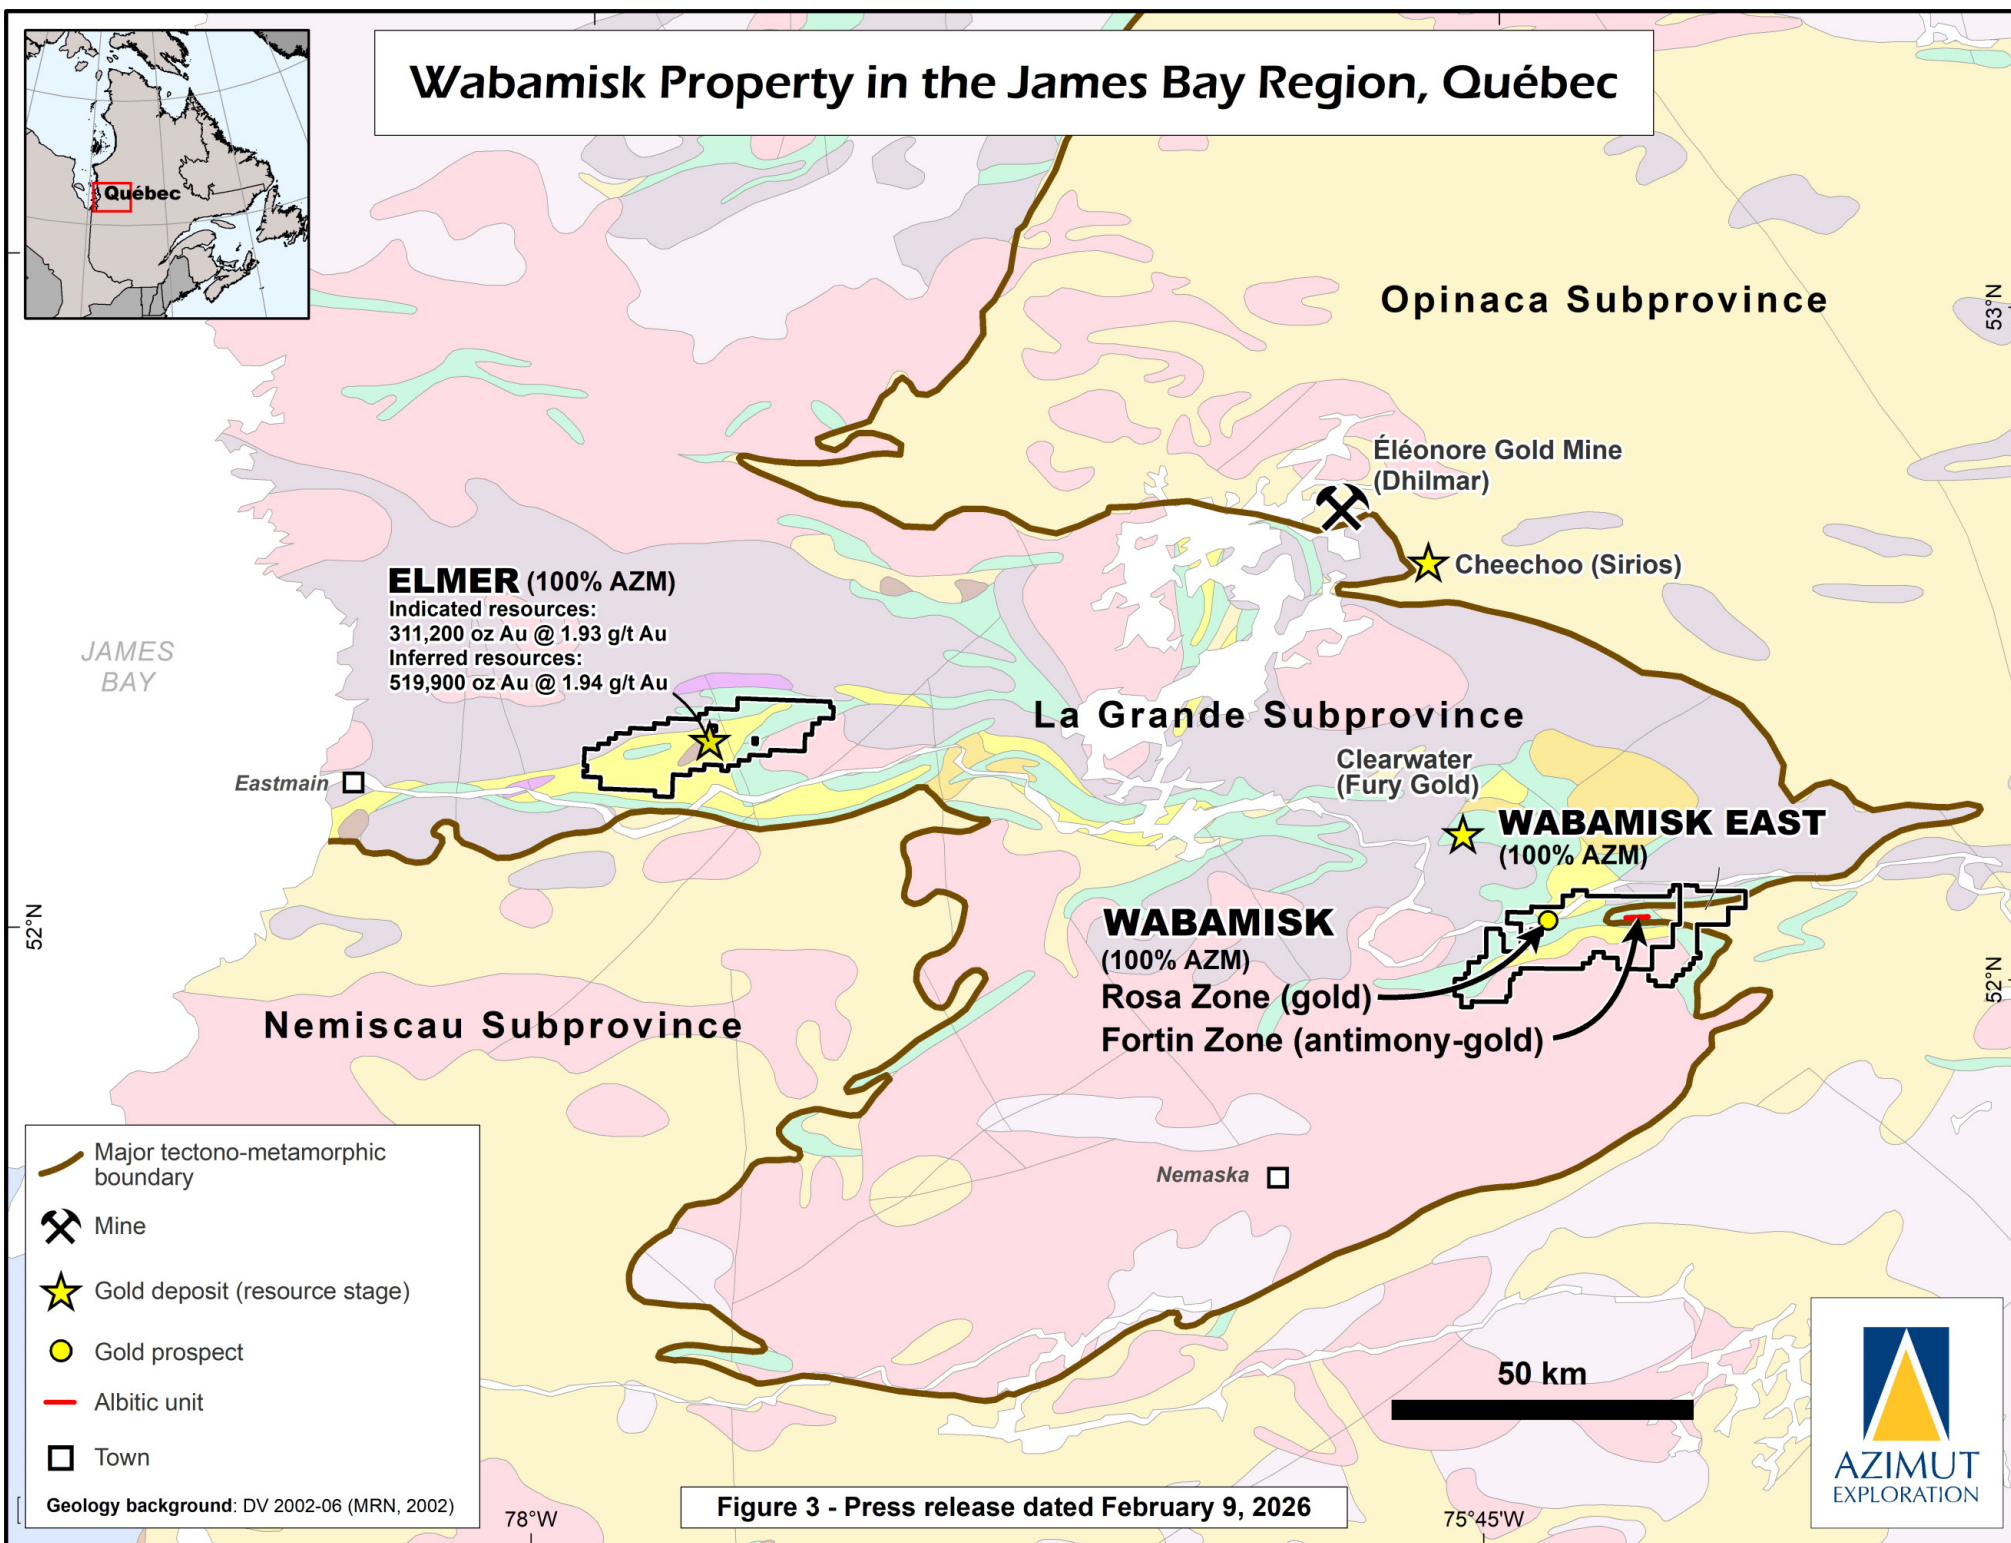 Wabamisk Property in the James Bay Region, Québec
Québec
Opinaca Subprovince
53°N
Éléonore Gold Mine
(Dhilmar)
Cheechoo (Sirios)
ELMER (100% AZM)
Indicated resources:
311,200 oz Au @ 1.93 g/t Au
Inferred resources:
519,900 oz Au @ 1.94 g/t Au
JAMES
BAY
La Grande Subprovince
Eastmain
Clearwater
(Fury Gold)
WABAMISK EAST
(100% AZM)
52°N
WABAMISK
(100% AZM)
Rosa Zone (gold)
Fortin Zone (antimony-gold)
52°N
Nemiscau Subprovince
Nemaska
Major tectono-metamorphic
boundary
Mine
Gold deposit (resource stage)
Gold prospect
Albitic unit
Town
Geology background: DV 2002-06 (MRN, 2002)
50 km
78°W
Figure 3 - Press release dated February 9, 2026
75°45'W
AZIMUT
EXPLORATION